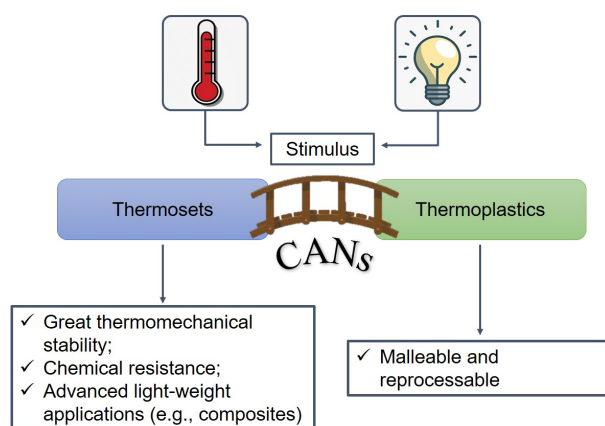 Stimulus
Thermosets
Thermoplastics
CANs
✓ Great thermomechanical
stability;
✓ Chemical resistance;
✓ Advanced light-weight
applications (e.g., composites)
✓ Malleable and
reprocessable